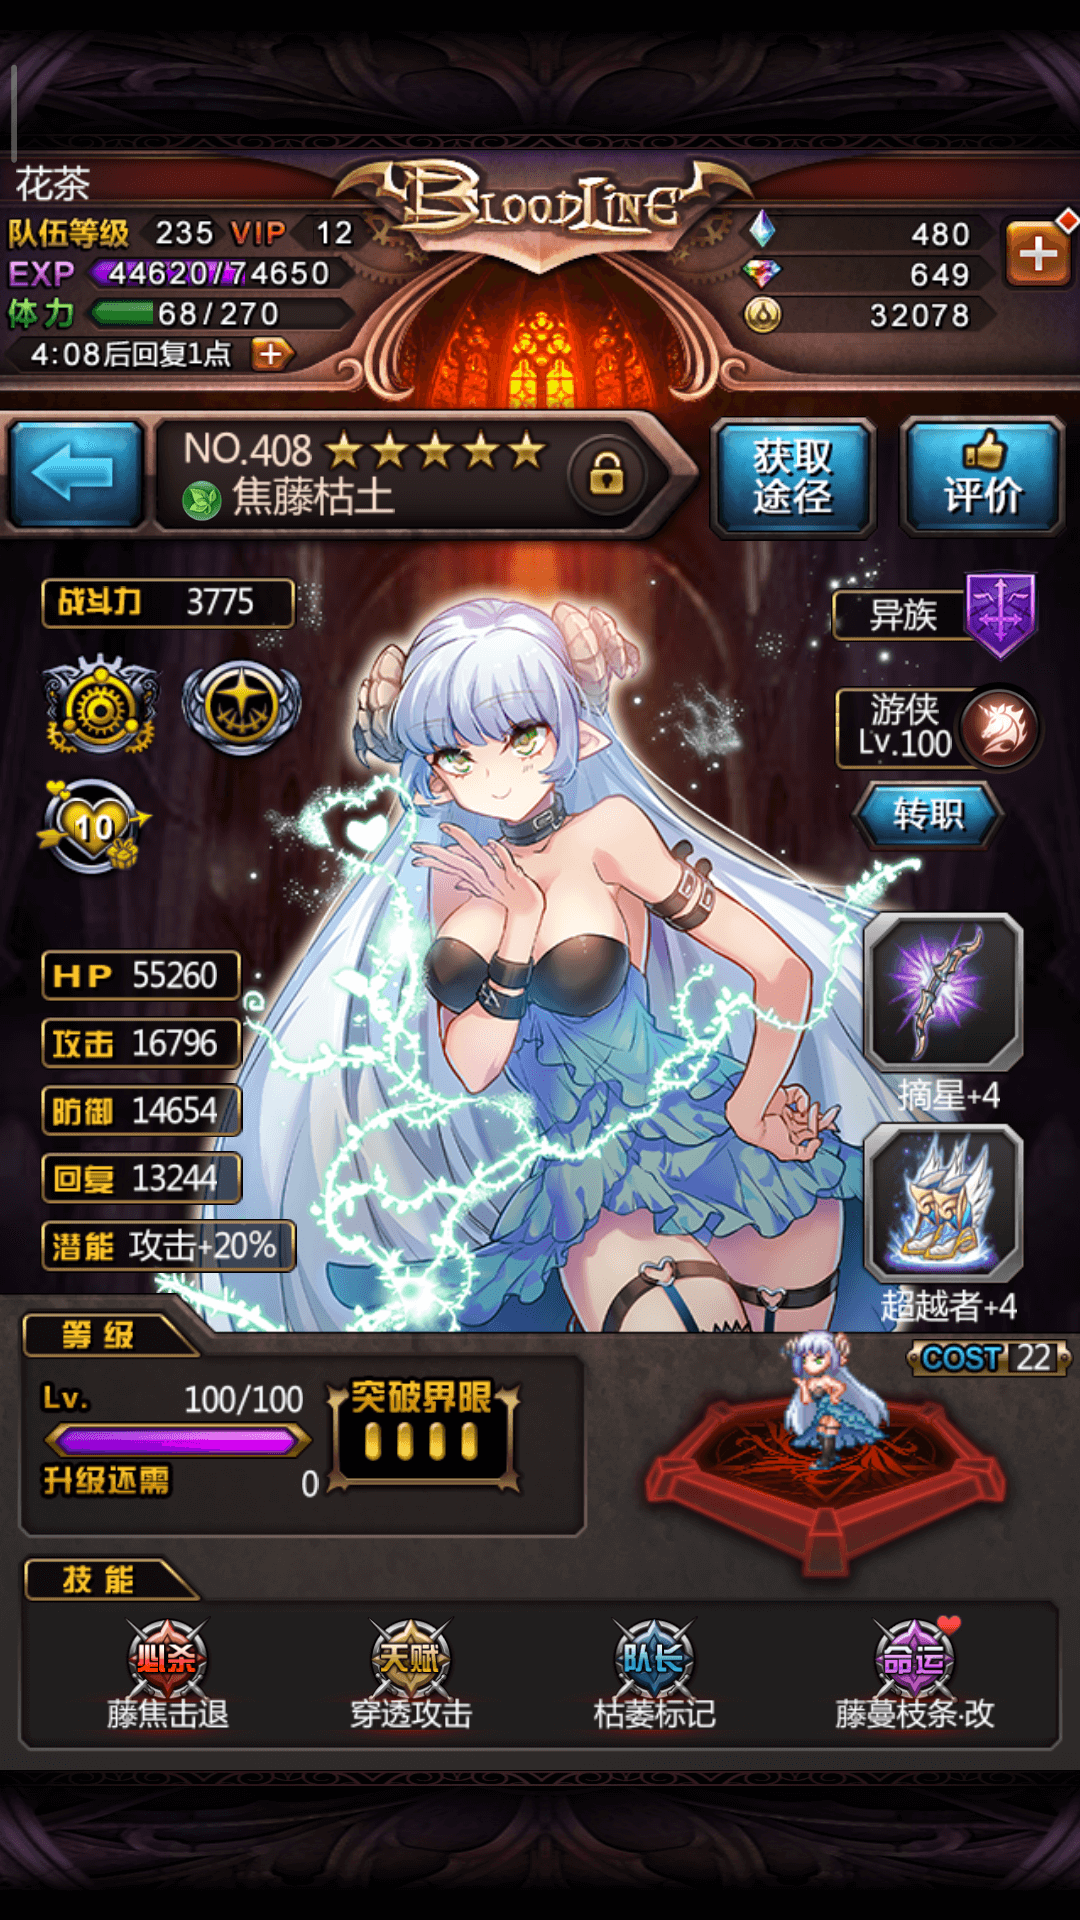 花茶
BLOODLINE
队伍等级 235 VIP 12
480
EXP 44620/74650
649
体力 68/270
32078
4:08后回复1点
NO.408
焦藤枯土
获取
途径
评价
战斗力 3775
异族
游侠
Lv.100
转职
10
HP 55260
攻击 16796
摘星+4
防御 14654
回复 13244
潜能 攻击+20%
超越者+4
等级
COST 22
Lv. 100/100
突破界限
升级还需 0
技能
必杀
天赋
队长
命运
藤焦击退
穿透攻击
枯萎标记
藤蔓枝条·改